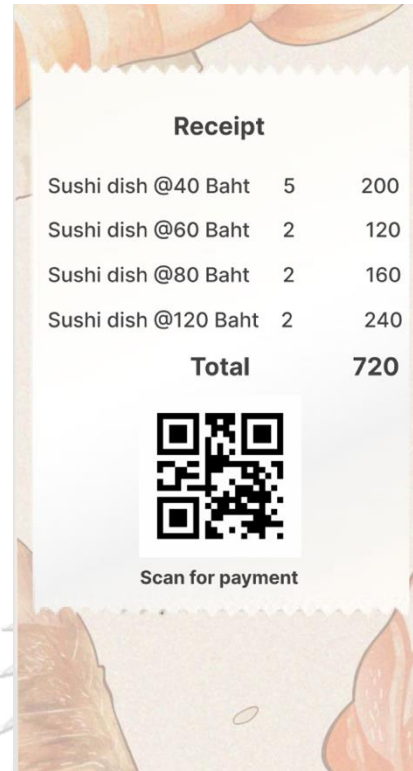 Receipt
Sushi dish @40 Baht 5 200
Sushi dish @60 Baht 2 120
Sushi dish @80 Baht 2 160
Sushi dish @120 Baht 2 240
Total 720
Scan for payment